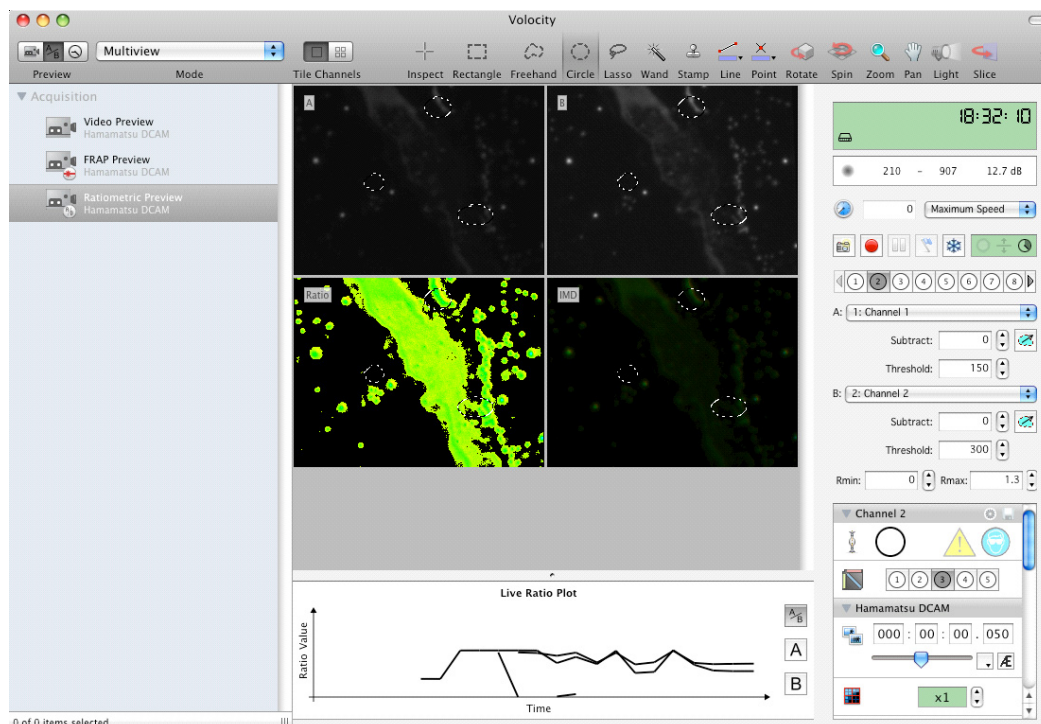 Volocity
Multiview
Preview Mode Tile Channels Inspect Rectangle Freehand Circle Lasso Wand Stamp Line Point Rotate Spin Zoom Pan Light Slice
Acquisition
Video Preview
Hamamatsu DCAM
FRAP Preview
Hamamatsu DCAM
Ratiometric Preview
Hamamatsu DCAM
0 of 0 items selected
A
B
Ratio
IMD
Live Ratio Plot
Ratio Value
Time
A/B
A
B
18:32:10
210 - 907 12.7 dB
0 Maximum Speed
1 2 3 4 5 6 7 8
A: 1: Channel 1
Subtract: 0
Threshold: 150
B: 2: Channel 2
Subtract: 0
Threshold: 300
Rmin: 0 Rmax: 1.3
Channel 2
1 2 3 4 5
Hamamatsu DCAM
000 : 00 : 00 . 050
Æ
x1